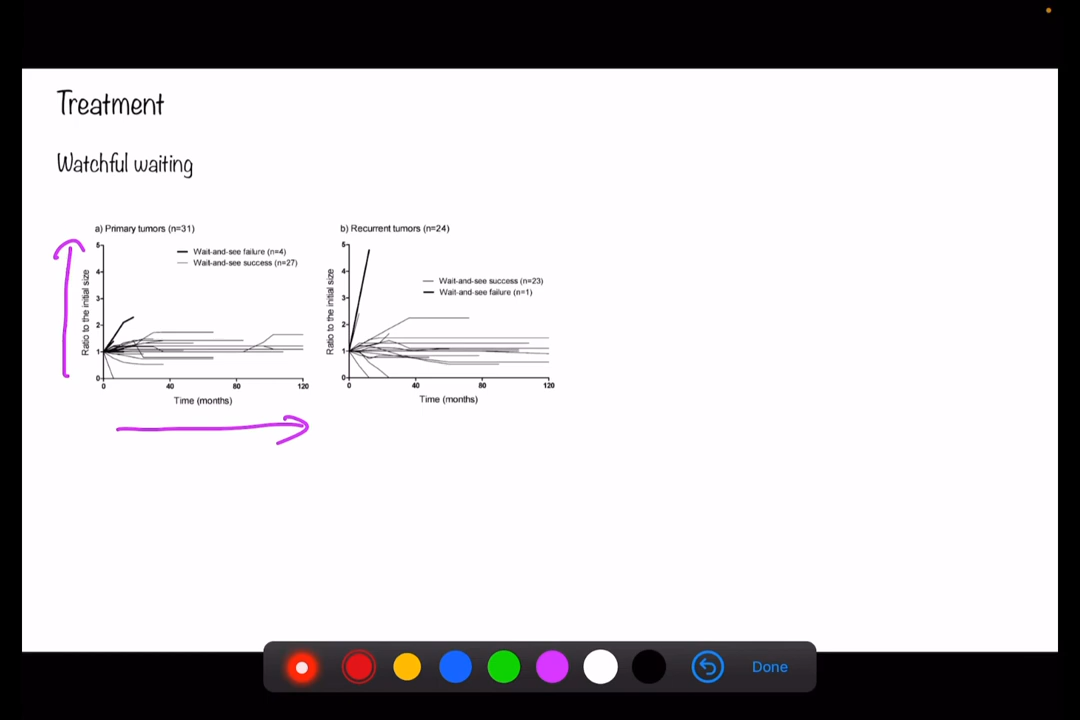 Treatment
Watchful waiting
a) Primary tumors (n=31)
5
4
3
2
1
0
Ratio to the initial size
Wait-and-see failure (n=4)
Wait-and-see success (n=27)
0
40
80
120
Time (months)
b) Recurrent tumors (n=24)
5
4
3
2
1
0
Ratio to the initial size
Wait-and-see success (n=23)
Wait-and-see failure (n=1)
0
40
80
120
Time (months)
Done